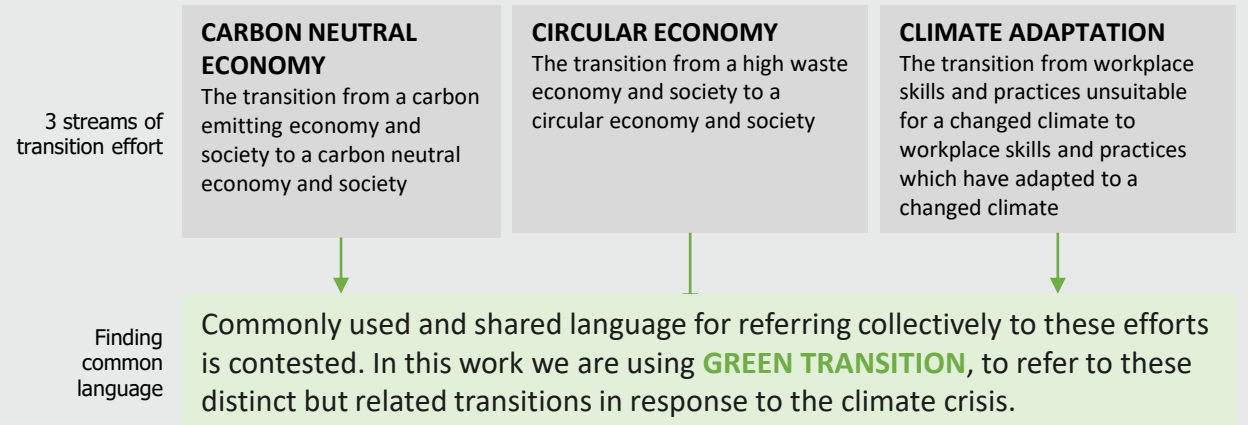 3 streams of
transition effort
CARBON NEUTRAL
ECONOMY
The transition from a carbon
emitting economy and
society to a carbon neutral
economy and society
CIRCULAR ECONOMY
The transition from a high waste
economy and society to a
circular economy and society
CLIMATE ADAPTATION
The transition from workplace
skills and practices unsuitable
for a changed climate to
workplace skills and practices
which have adapted to a
changed climate
Finding
common
language
Commonly used and shared language for referring collectively to these efforts
is contested. In this work we are using GREEN TRANSITION, to refer to these
distinct but related transitions in response to the climate crisis.